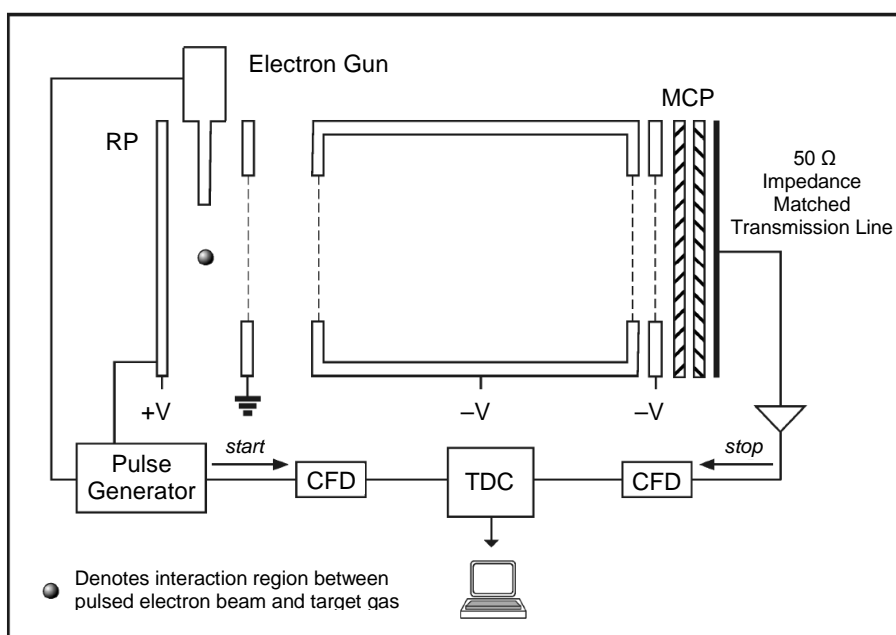 Electron Gun
RP
MCP
50 Ω
Impedance
Matched
Transmission Line
+V
–V
–V
start
stop
Pulse
Generator
CFD
TDC
CFD
Denotes interaction region between
pulsed electron beam and target gas